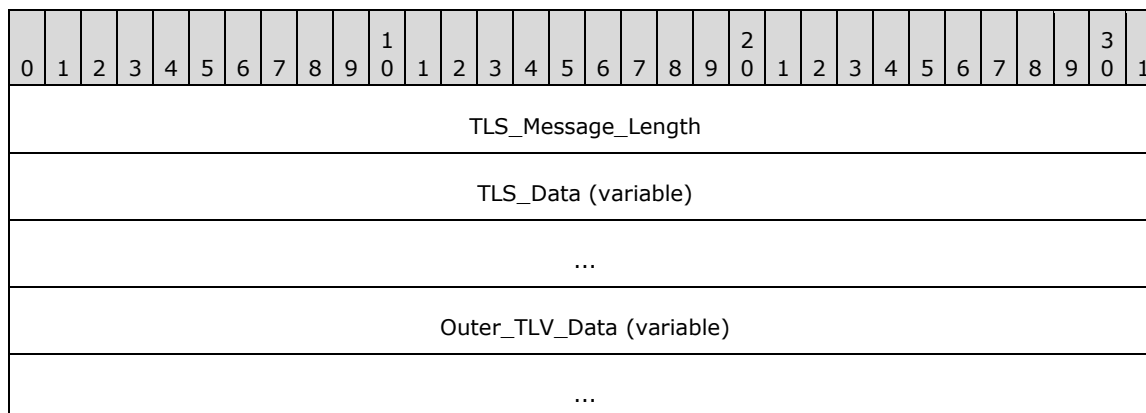 1 2 3
0 1 2 3 4 5 6 7 8 9 0 1 2 3 4 5 6 7 8 9 0 1 2 3 4 5 6 7 8 9 0 1
TLS_Message_Length
TLS_Data (variable)
...
Outer_TLV_Data (variable)
...